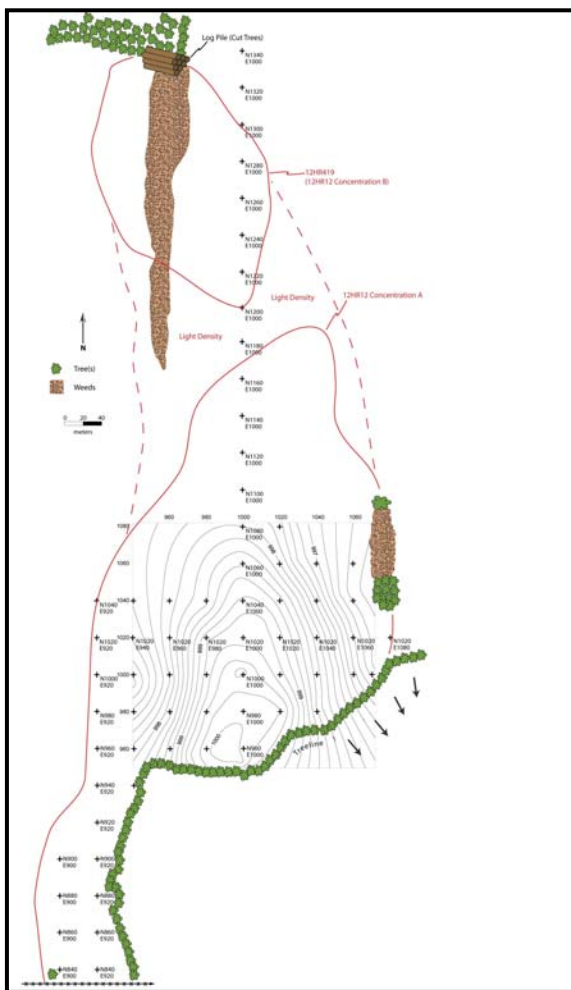 Log Pile (Cut Trees)
N1340
E1000
N1320
E1000
N1300
E1000
N1280
E1000
12HR419
(12HR12 Concentration B)
N1260
E1000
N1240
E1000
N1220
E1000
Light Density
12HR12 Concentration A
N1200
E1000
N
Light Density
N1180
E1000
Tree(s)
Weeds
N1160
E1000
0 20 40
meters
N1140
E1000
N1120
E1000
N1100
E1000
960 980 1000 1020 1040 1060
1080
N1080
E1000
998
997
1060
N1060
E1000
1040
N1040
E920
N1040
E1000
1020
N1020
E920
N1020
E940
N1020
E960
N1020
E980
N1020
E1000
N1020
E1020
N1020
E1040
N1020
E1060
N1020
E1080
999
1000
N1000
E920
N1000
E1000
980
N980
E920
998
N980
E1000
960
N960
E920
999
1000
N960
E1000
Treeline
N940
E920
N920
E920
N900
E900
N900
E920
N880
E900
N880
E920
N860
E900
N860
E920
N840
E900
N840
E920